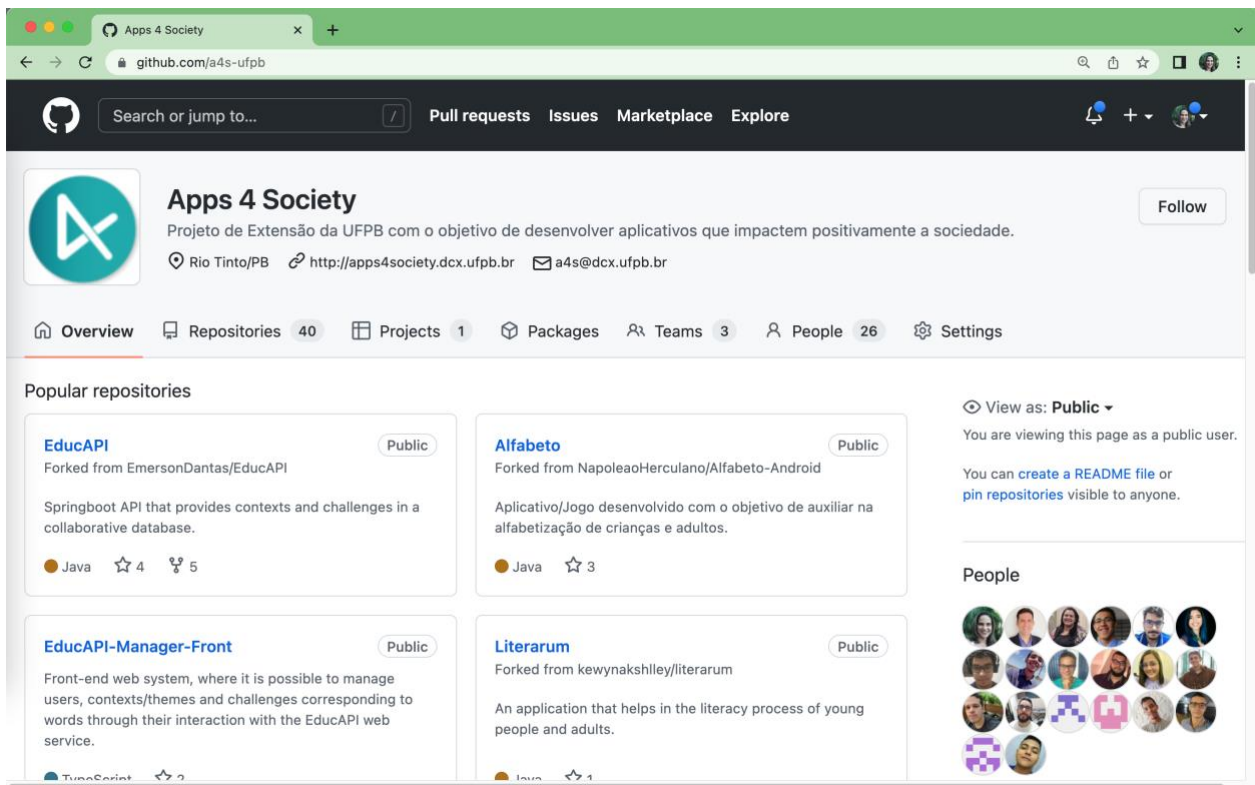 Apps 4 Society
github.com/a4s-ufpb
Search or jump to... /
Pull requests Issues Marketplace Explore
Apps 4 Society
Follow
Projeto de Extensão da UFPB com o objetivo de desenvolver aplicativos que impactem positivamente a sociedade.
Rio Tinto/PB http://apps4society.dcx.ufpb.br a4s@dcx.ufpb.br
Overview Repositories 40 Projects 1 Packages Teams 3 People 26 Settings
Popular repositories
EducAPI Public
Forked from EmersonDantas/EducAPI
Springboot API that provides contexts and challenges in a
collaborative database.
Java 4 5
Alfabeto Public
Forked from NapoleaoHerculano/Alfabeto-Android
Aplicativo/Jogo desenvolvido com o objetivo de auxiliar na
alfabetização de crianças e adultos.
Java 3
EducAPI-Manager-Front Public
Front-end web system, where it is possible to manage
users, contexts/themes and challenges corresponding to
words through their interaction with the EducAPI web
service.
TypeScript 2
Literarum Public
Forked from kewynakshlley/literarum
An application that helps in the literacy process of young
people and adults.
Java 1
View as: Public
You are viewing this page as a public user.
You can create a README file or
pin repositories visible to anyone.
People